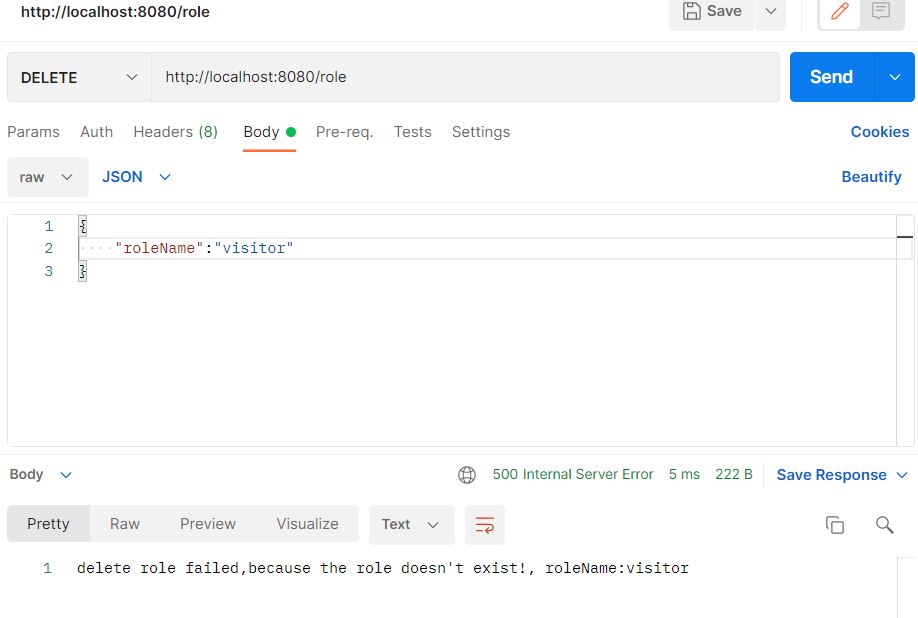 http://localhost:8080/role
Save
DELETE http://localhost:8080/role Send
Params Auth Headers (8) Body Pre-req. Tests Settings Cookies
raw JSON Beautify
1 {
2 "roleName":"visitor"
3 }
Body 500 Internal Server Error 5 ms 222 B Save Response
Pretty Raw Preview Visualize Text
1 delete role failed,because the role doesn't exist!, roleName:visitor